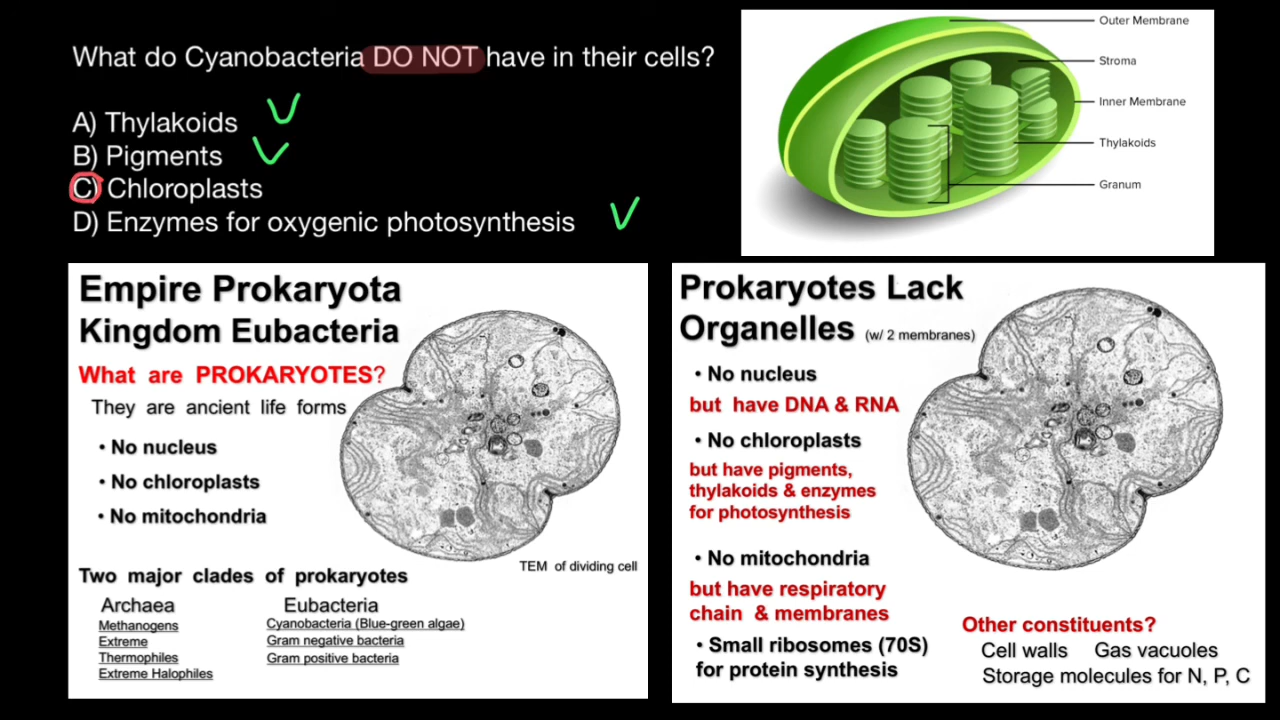 What do Cyanobacteria DO NOT have in their cells?
A) Thylakoids
B) Pigments
C) Chloroplasts
D) Enzymes for oxygenic photosynthesis
Outer Membrane
Stroma
Inner Membrane
Thylakoids
Granum
Empire Prokaryota
Kingdom Eubacteria
What are PROKARYOTES?
They are ancient life forms
• No nucleus
• No chloroplasts
• No mitochondria
TEM of dividing cell
Two major clades of prokaryotes
Archaea
Methanogens
Extreme
Thermophiles
Extreme Halophiles
Eubacteria
Cyanobacteria (Blue-green algae)
Gram negative bacteria
Gram positive bacteria
Prokaryotes Lack
Organelles (w/ 2 membranes)
• No nucleus
but have DNA & RNA
• No chloroplasts
but have pigments,
thylakoids & enzymes
for photosynthesis
• No mitochondria
but have respiratory
chain & membranes
• Small ribosomes (70S)
for protein synthesis
Other constituents?
Cell walls Gas vacuoles
Storage molecules for N, P, C